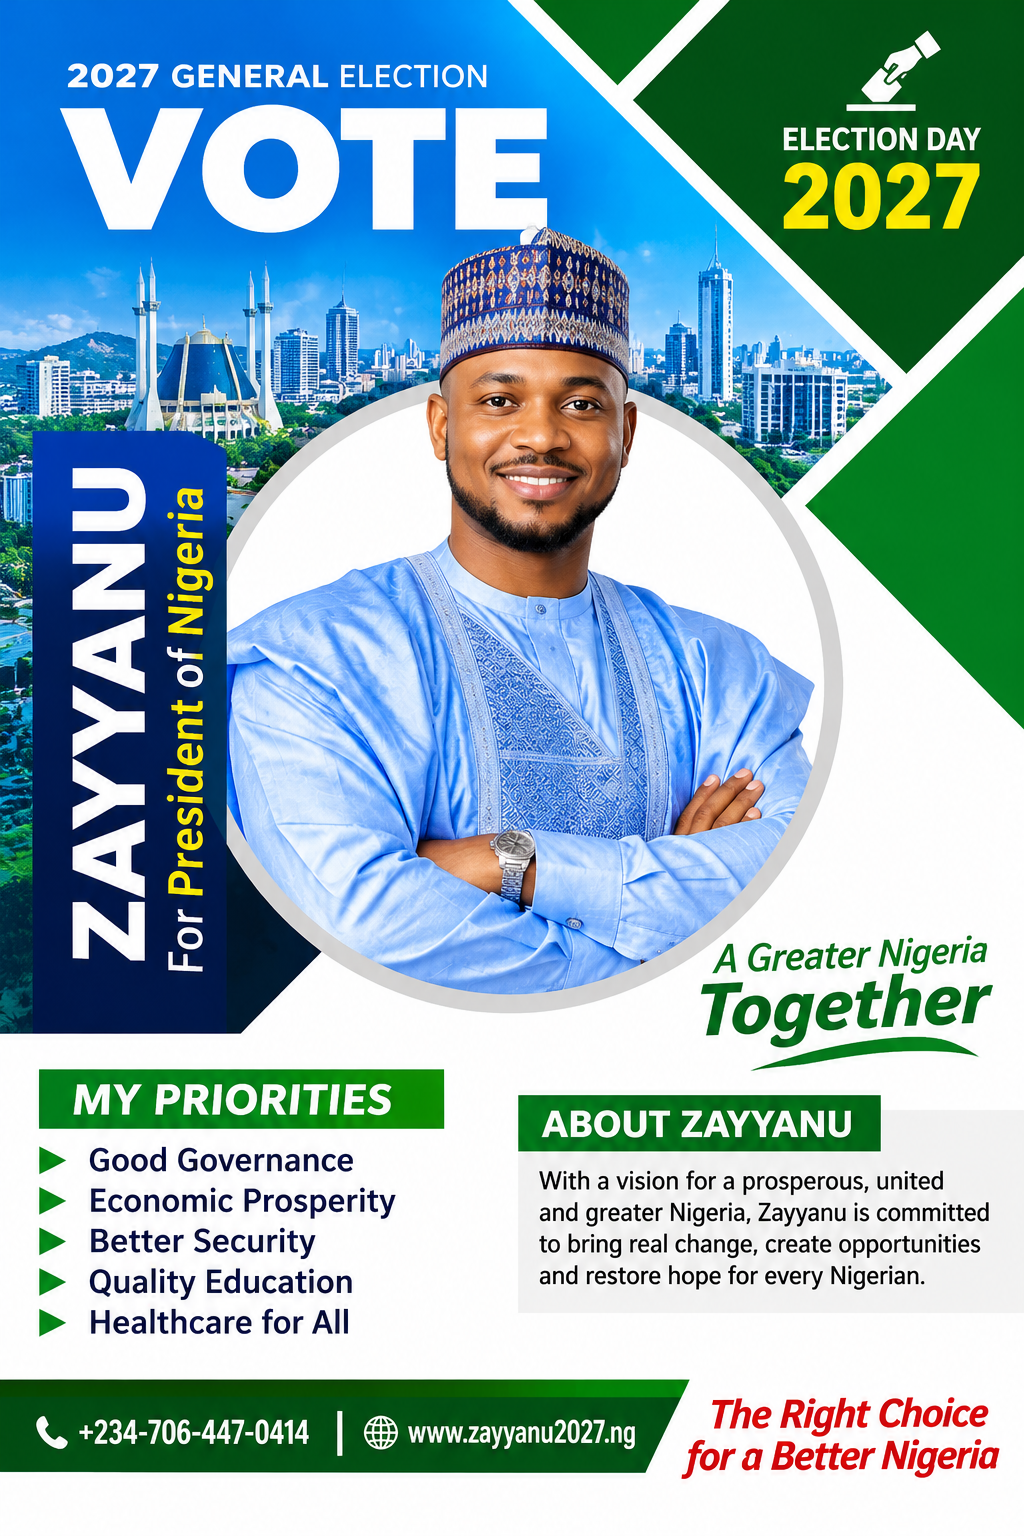 2027 GENERAL ELECTION
VOTE
ELECTION DAY
2027
ZAYYANU
For President of Nigeria
A Greater Nigeria
Together
MY PRIORITIES
Good Governance
Economic Prosperity
Better Security
Quality Education
Healthcare for All
ABOUT ZAYYANU
With a vision for a prosperous, united
and greater Nigeria, Zayyanu is committed
to bring real change, create opportunities
and restore hope for every Nigerian.
+234-706-447-0414 | www.zayyanu2027.ng
The Right Choice
for a Better Nigeria